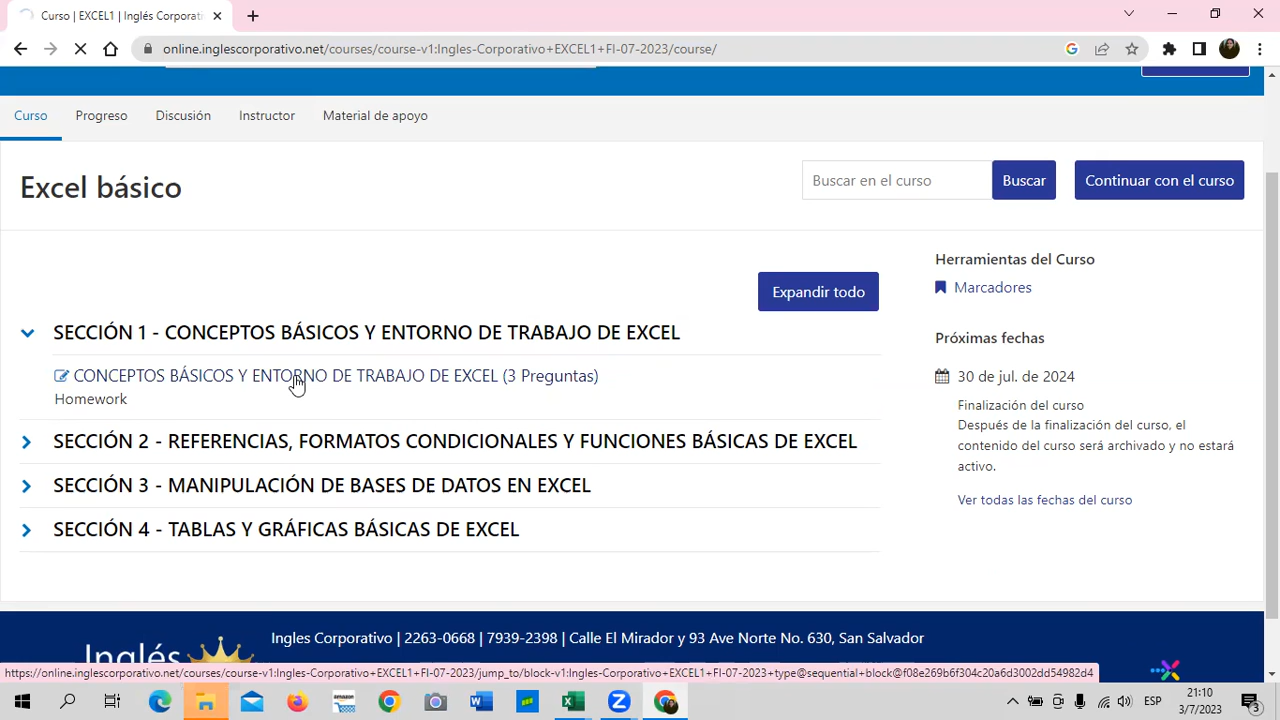 Curso | EXCEL1 | Inglés Corporati
online.inglescorporativo.net/courses/course-v1:Ingles-Corporativo+EXCEL1+FI-07-2023/course/
Curso Progreso Discusión Instructor Material de apoyo
Excel básico
Buscar en el curso Buscar Continuar con el curso
Expandir todo
SECCIÓN 1 - CONCEPTOS BÁSICOS Y ENTORNO DE TRABAJO DE EXCEL
CONCEPTOS BÁSICOS Y ENTORNO DE TRABAJO DE EXCEL (3 Preguntas)
Homework
SECCIÓN 2 - REFERENCIAS, FORMATOS CONDICIONALES Y FUNCIONES BÁSICAS DE EXCEL
SECCIÓN 3 - MANIPULACIÓN DE BASES DE DATOS EN EXCEL
SECCIÓN 4 - TABLAS Y GRÁFICAS BÁSICAS DE EXCEL
Herramientas del Curso
Marcadores
Próximas fechas
30 de jul. de 2024
Finalización del curso
Después de la finalización del curso, el
contenido del curso será archivado y no estará
activo.
Ver todas las fechas del curso
Inglés
Ingles Corporativo | 2263-0668 | 7939-2398 | Calle El Mirador y 93 Ave Norte No. 630, San Salvador
https://online.inglescorporativo.net/courses/course-v1:Ingles-Corporativo+EXCEL1+FI-07-2023/jump_to/block-v1:Ingles-Corporativo+EXCEL1+FI-07-2023+type@sequential+block@f08e269b6f304c20a6d3002dd54982d4
amazon
ESP
21:10
3/7/2023
3